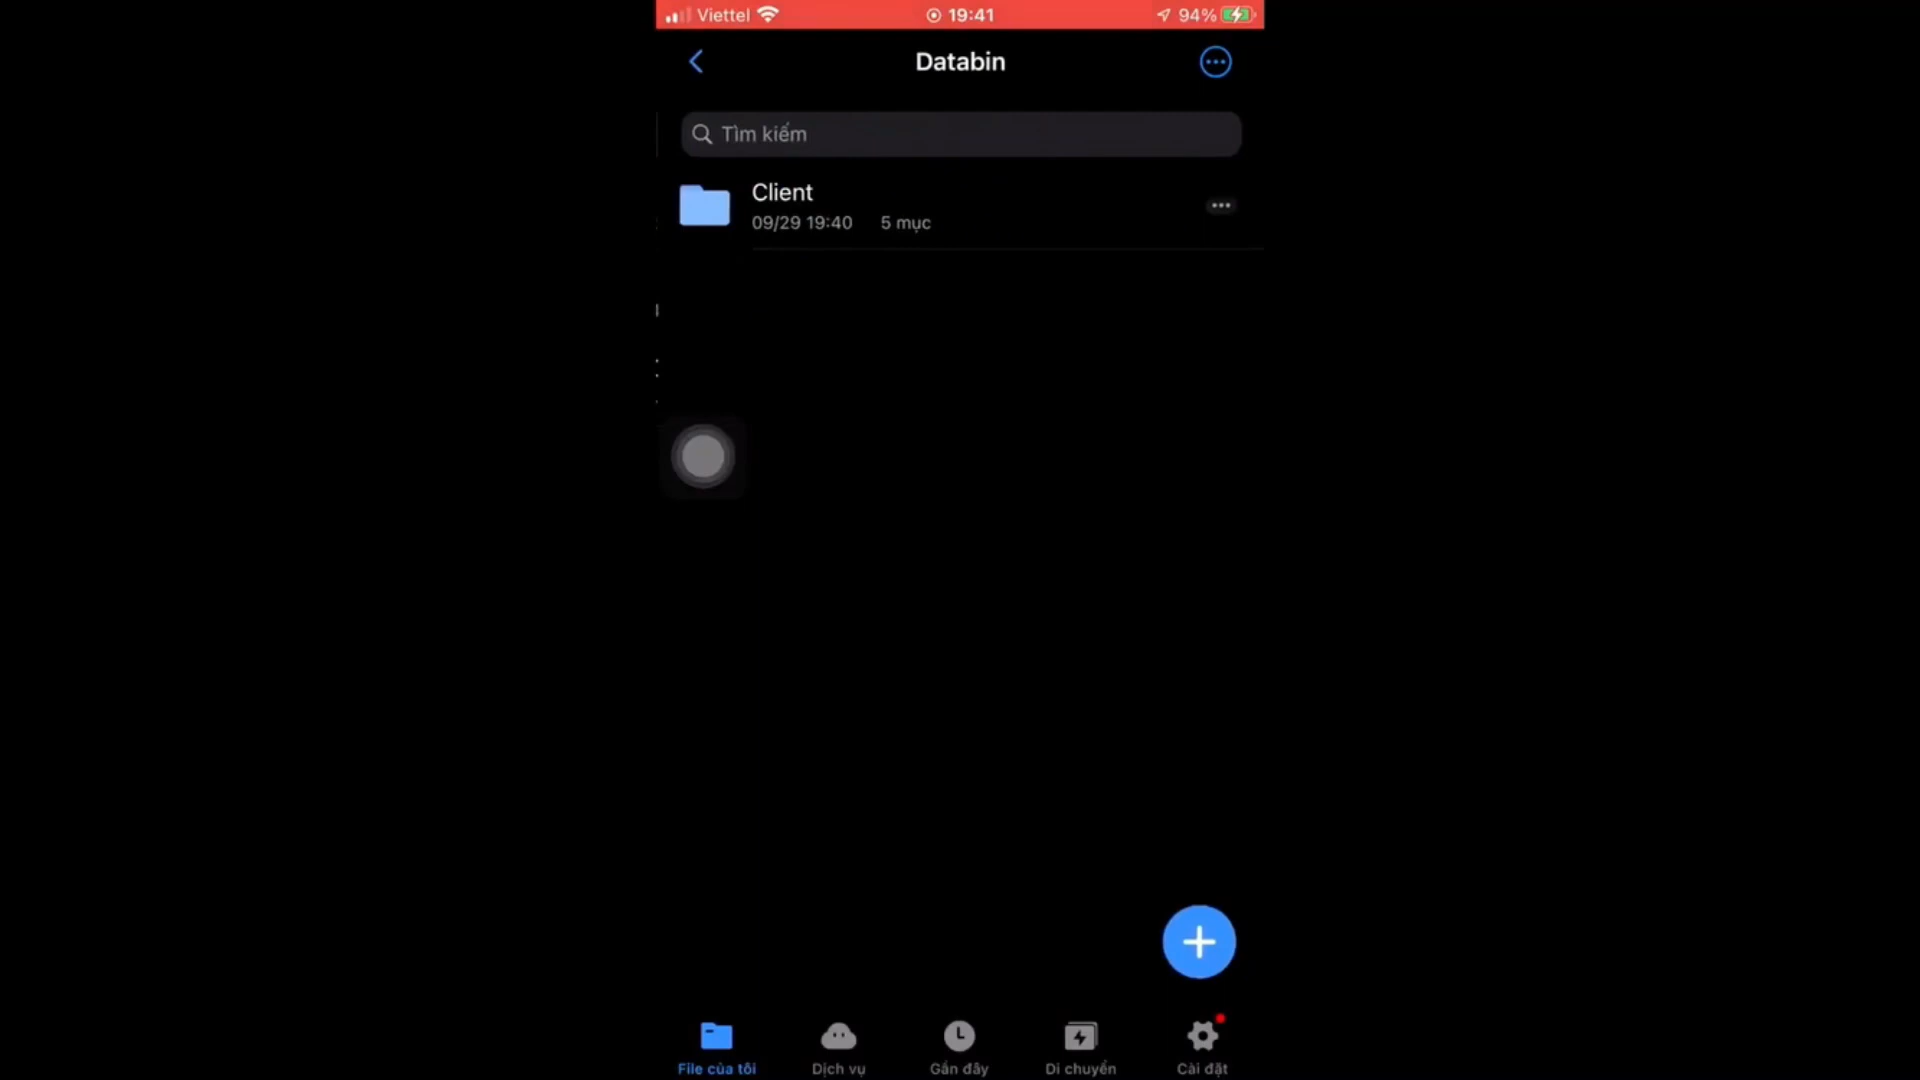 Viettel 19:41 94%
Databin
Tìm kiếm
Client
09/29 19:40 5 mục
File của tôi Dịch vụ Gần đây Di chuyển Cài đặt